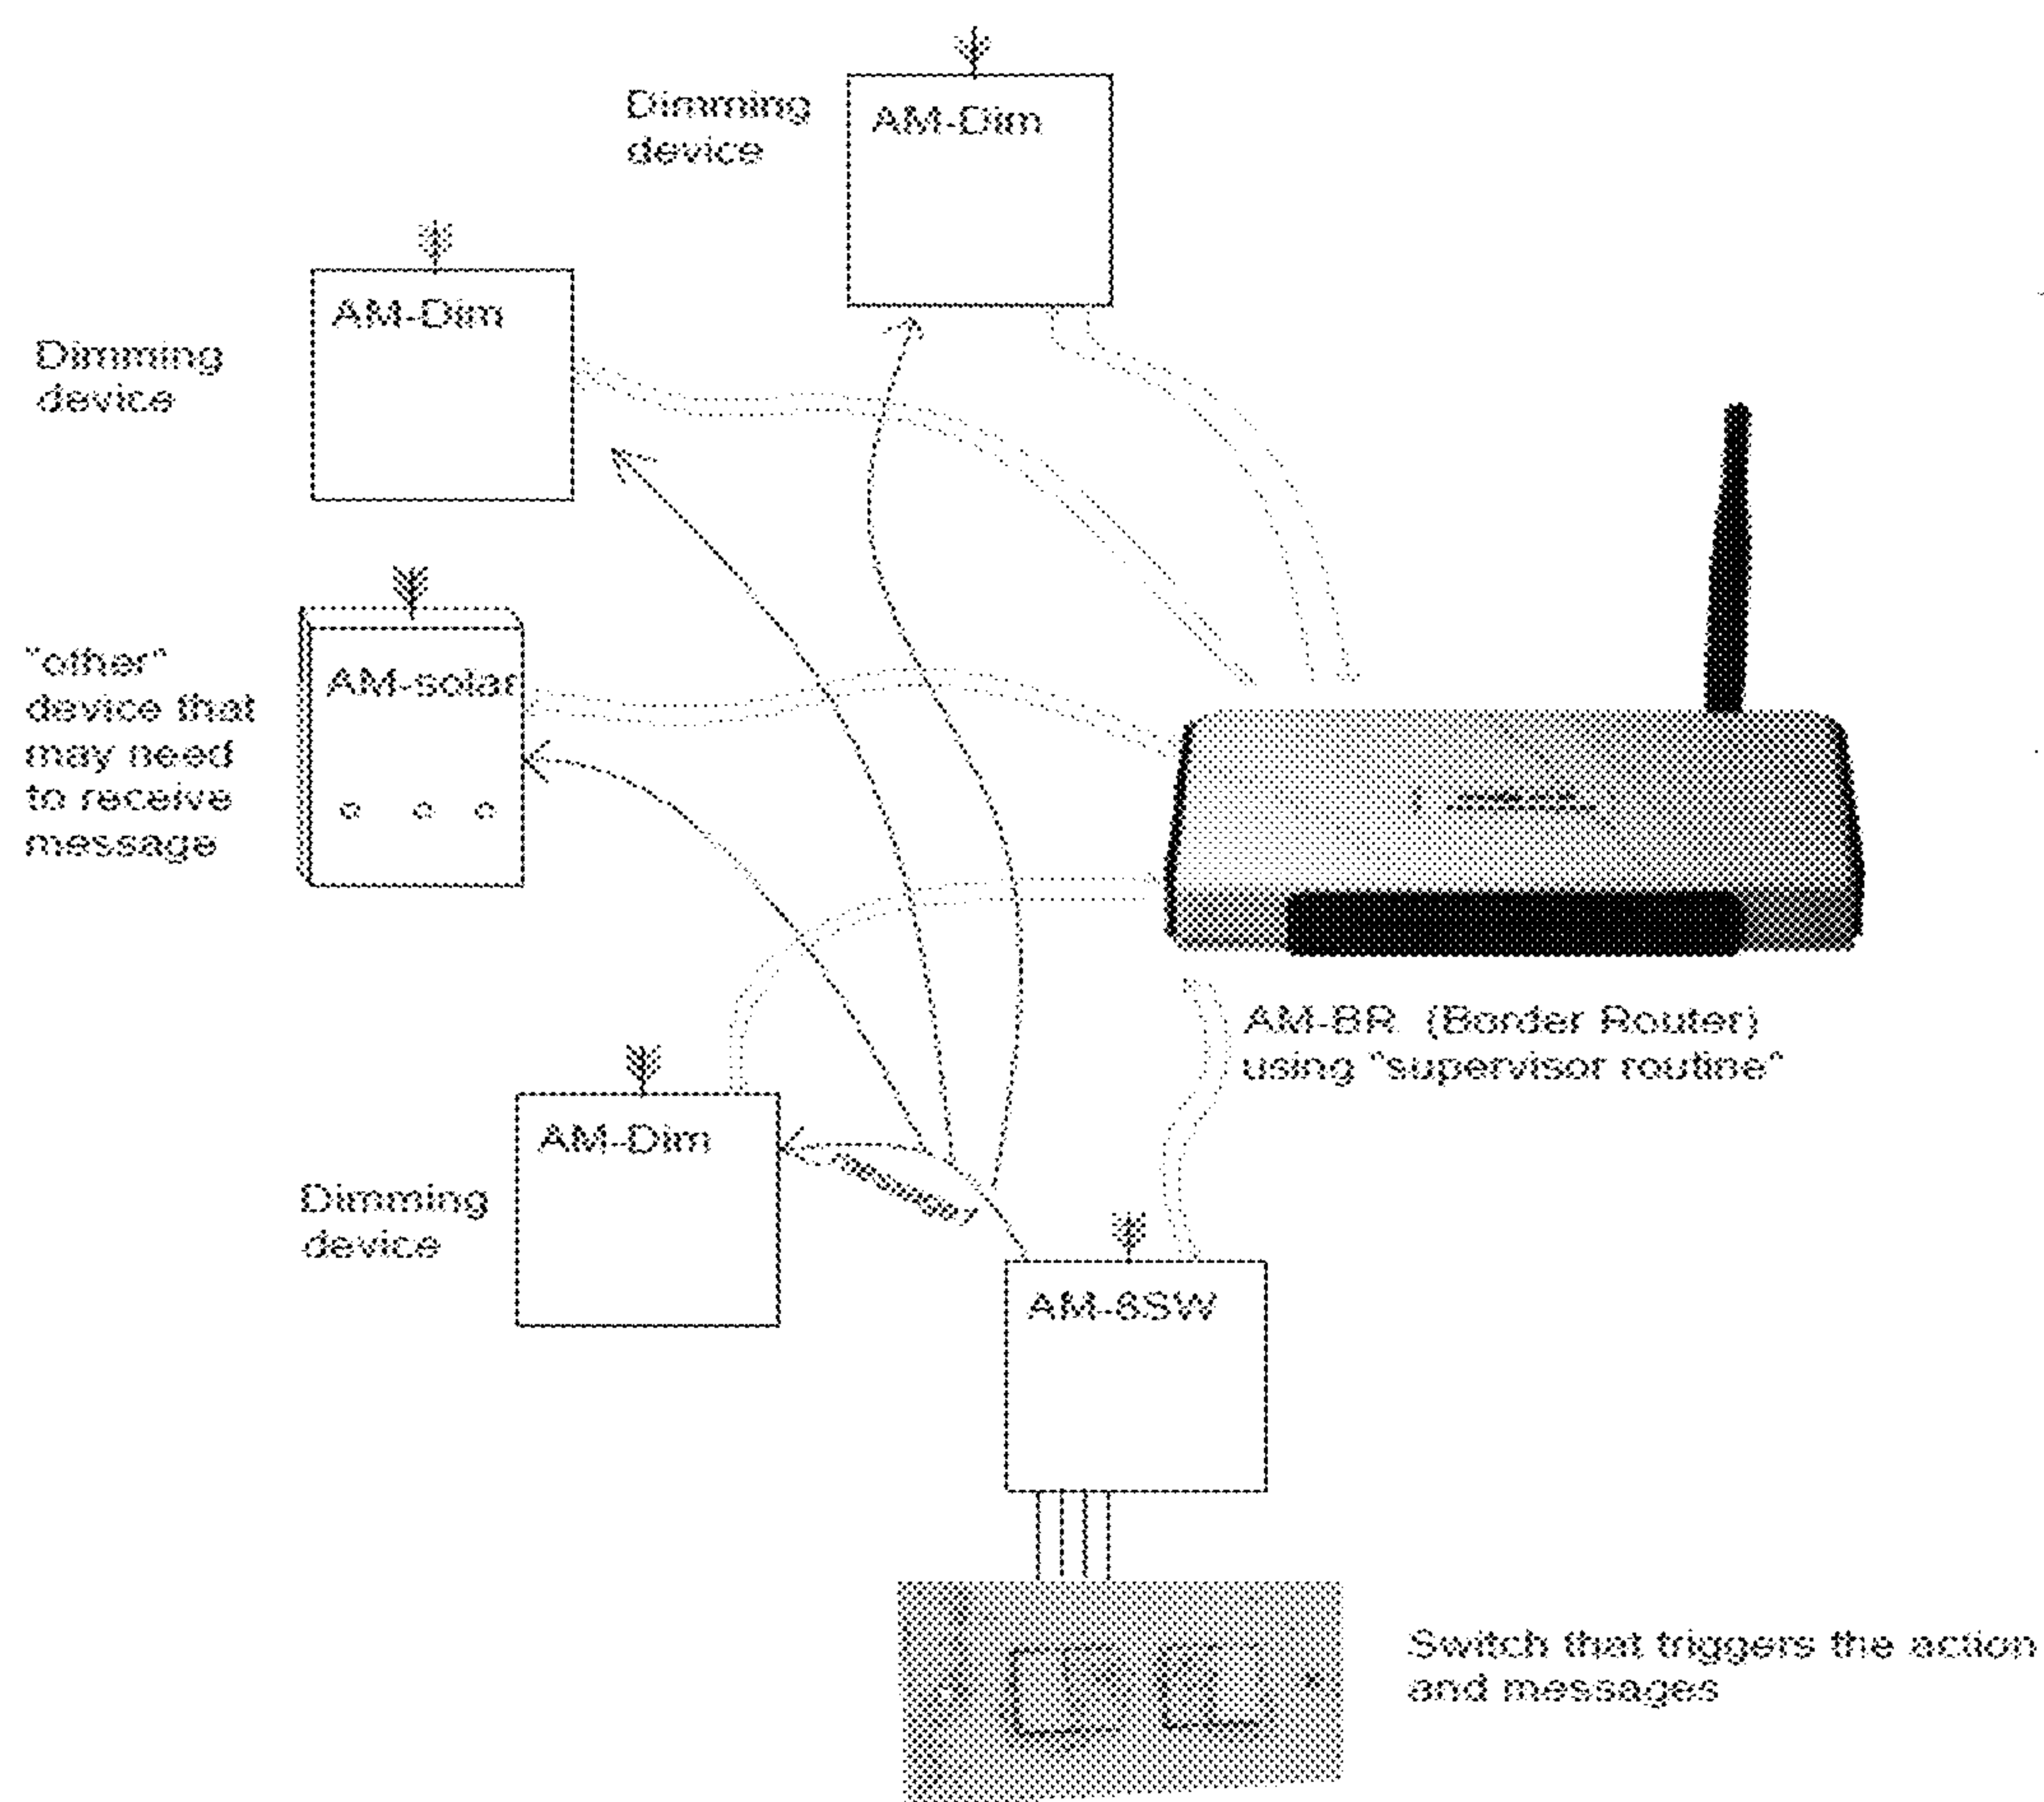 Dimming
device
AM-Dim
AM-Dim
Dimming
device
"other"
device that
may need
to receive
message
AM-solar
AM-BR (Border Router)
using "supervisor routine"
AM-Dim
Dimming
device
"message"
AM-6SW
Switch that triggers the action
and messages